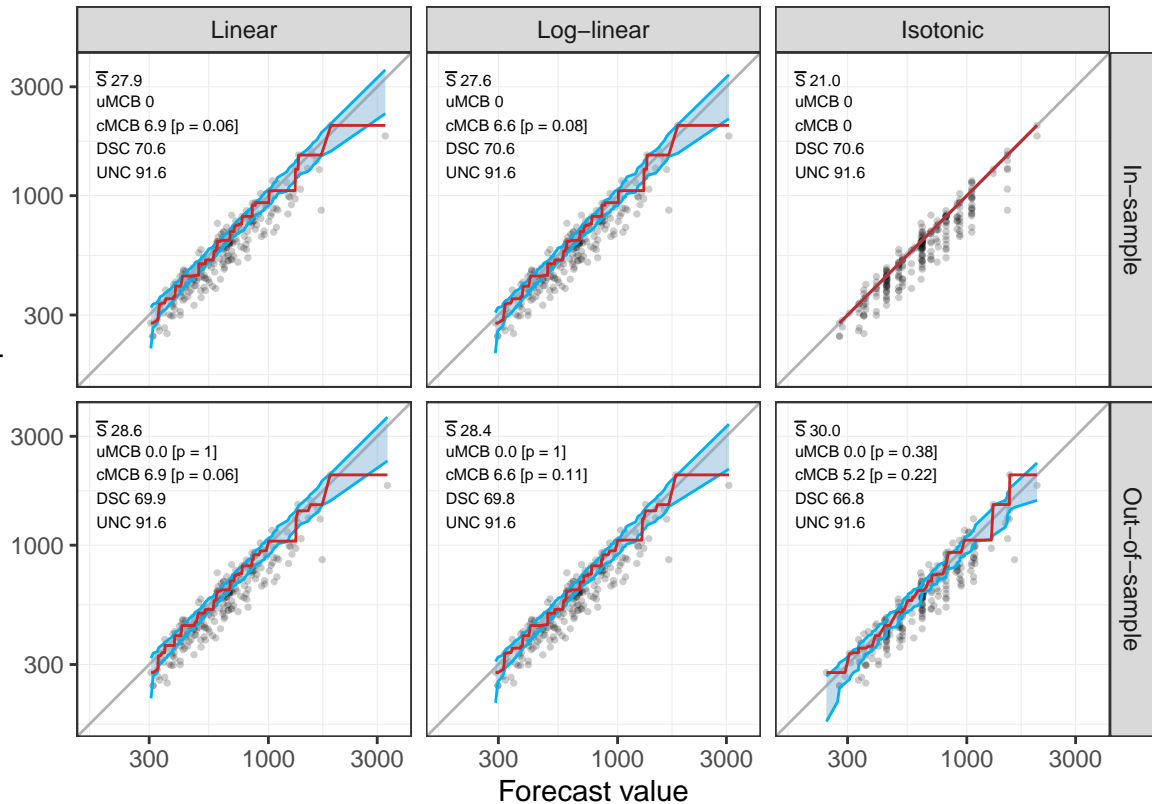 Linear
Log−linear
Isotonic
S̅ 27.9
uMCB 0
cMCB 6.9 [p = 0.06]
DSC 70.6
UNC 91.6
S̅ 27.6
uMCB 0
cMCB 6.6 [p = 0.08]
DSC 70.6
UNC 91.6
S̅ 21.0
uMCB 0
cMCB 0
DSC 70.6
UNC 91.6
In−sample
3000
1000
300
S̅ 28.6
uMCB 0.0 [p = 1]
cMCB 6.9 [p = 0.06]
DSC 69.9
UNC 91.6
S̅ 28.4
uMCB 0.0 [p = 1]
cMCB 6.6 [p = 0.11]
DSC 69.8
UNC 91.6
S̅ 30.0
uMCB 0.0 [p = 0.38]
cMCB 5.2 [p = 0.22]
DSC 66.8
UNC 91.6
Out−of−sample
3000
1000
300
300 1000 3000 300 1000 3000 300 1000 3000
Forecast value